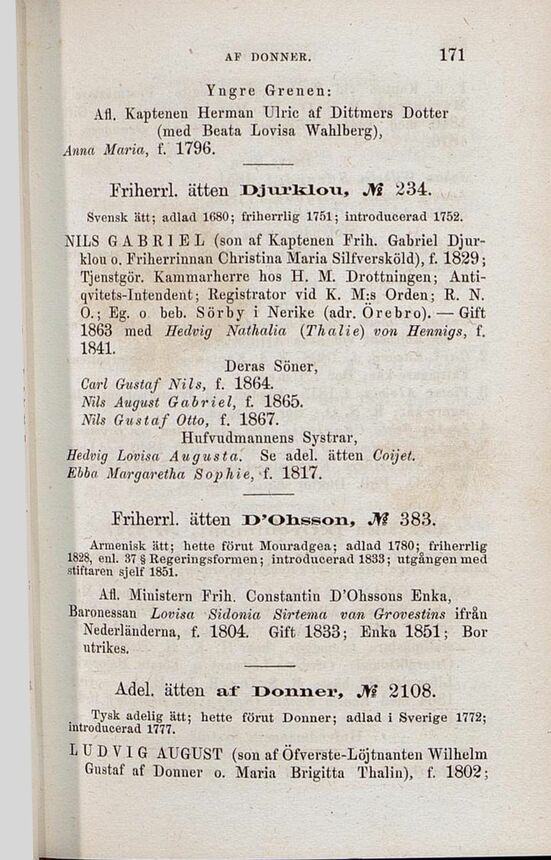 AF DONNER. 171
Yngre Grenen:
Afl. Kaptenen Herman Ulric af Dittmers Dotter
(med Beata Lovisa Wahlberg),
Anna Maria, f. 1796.
Friherrl. ätten Djurklou, № 234.
Svensk ätt; adlad 1680; friherrlig 1751; introducerad 1752.
NILS GABRIEL (son af Kaptenen Frih. Gabriel Djur-
klou o. Friherrinnan Christina Maria Silfversköld), f. 1829;
Tjenstgör. Kammarherre hos H. M. Drottningen; Anti-
qvitets-Intendent; Registrator vid K. M:s Orden; R. N.
O.; Eg. o beb. Sörby i Nerike (adr. Örebro). — Gift
1863 med Hedvig Nathalia (Thalie) von Hennigs, f.
1841.
Deras Söner,
Carl Gustaf Nils, f. 1864.
Nils August Gabriel, f. 1865.
Nils Gustaf Otto, f. 1867.
Hufvudmannens Systrar,
Hedvig Lovisa Augusta. Se adel. ätten Coijet.
Ebba Margaretha Sophie, f. 1817.
Friherrl. ätten D'Ohsson, № 383.
Armenisk ätt; hette förut Mouradgea; adlad 1780; friherrlig
1828, enl. 37 § Regeringsformen; introducerad 1833; utgången med
stiftaren sjelf 1851.
Afl. Ministern Frih. Constantin D'Ohssons Enka,
Baronessan Lovisa Sidonia Sirtema van Grovestins ifrån
Nederländerna, f. 1804. Gift 1833; Enka 1851; Bor
utrikes.
Adel. ätten af Donner, № 2108.
Tysk adelig ätt; hette förut Donner; adlad i Sverige 1772;
introducerad 1777.
LUDVIG AUGUST (son af Öfverste-Löjtnanten Wilhelm
Gustaf af Donner o. Maria Brigitta Thalin), f. 1802;